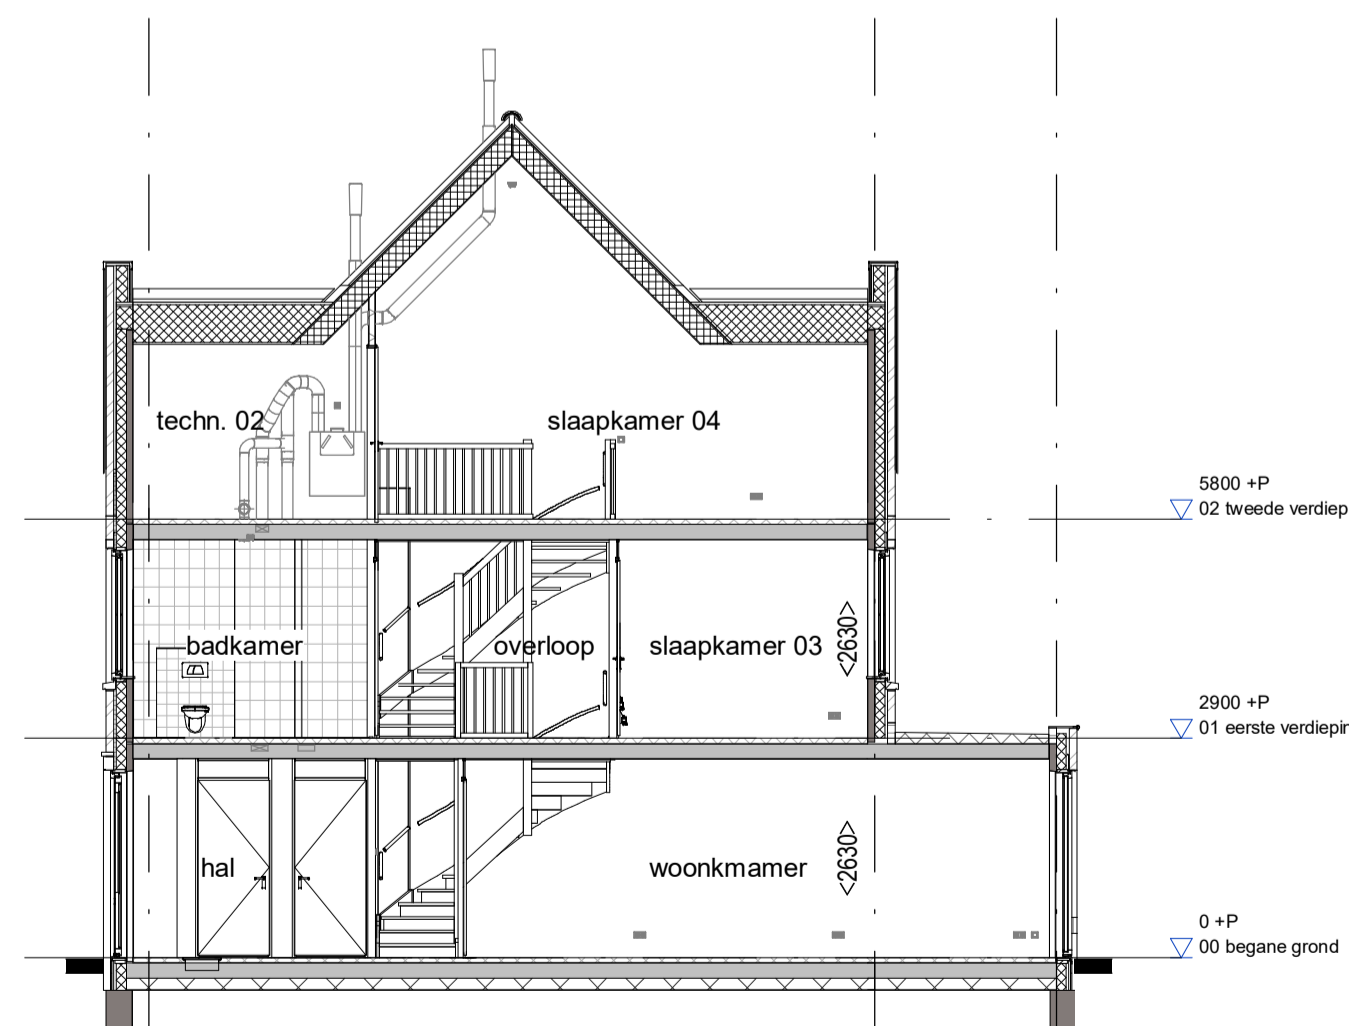 techn. 02
slaapkamer 04
5800 +P
02 tweede verdiep
badkamer
overloop
slaapkamer 03
<2630>
2900 +P
01 eerste verdiepin
hal
woonkmamer
<2630>
0 +P
00 begane grond